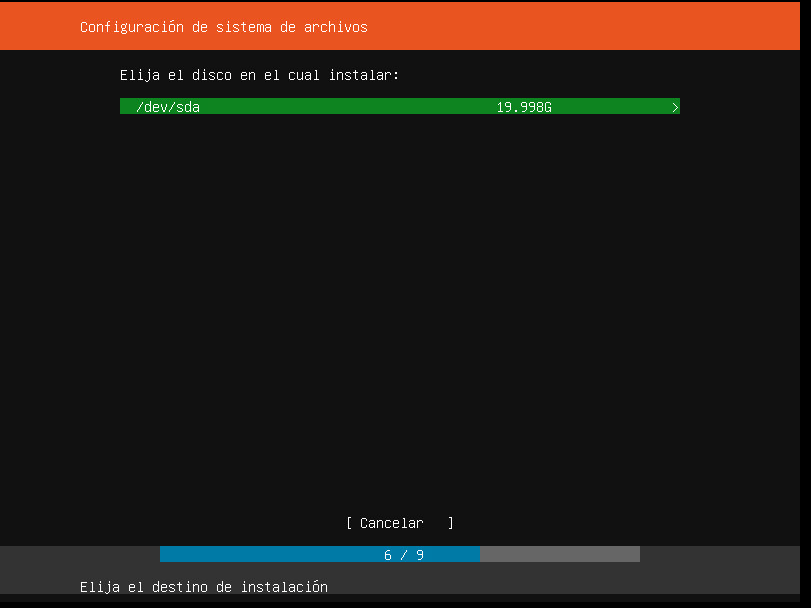 Configuración de sistema de archivos
Elija el disco en el cual instalar:
/dev/sda 19.998G >
[ Cancelar ]
6 / 9
Elija el destino de instalación